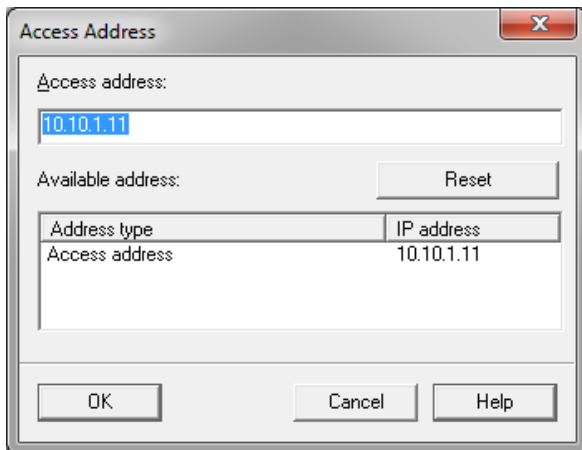 Access Address
Access address:
10.10.1.11
Available address:
Reset
Address type IP address
Access address 10.10.1.11
OK Cancel Help